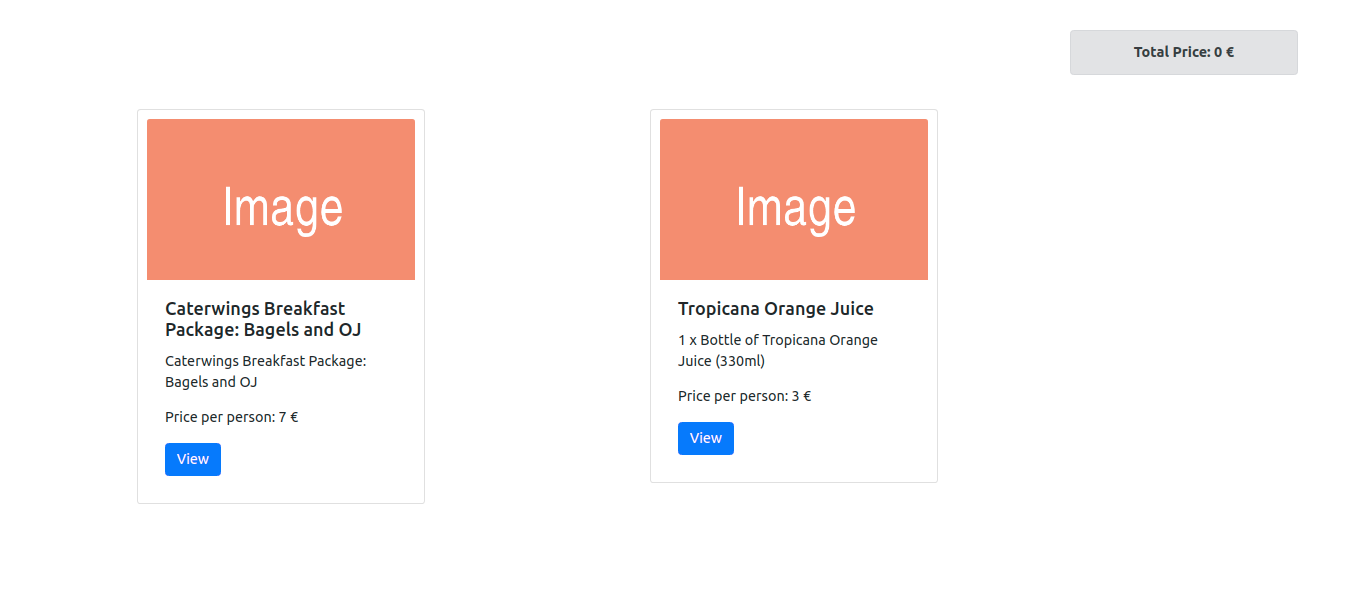 Total Price: 0 €
Image
Caterwings Breakfast
Package: Bagels and OJ
Caterwings Breakfast Package:
Bagels and OJ
Price per person: 7 €
View
Image
Tropicana Orange Juice
1 x Bottle of Tropicana Orange
Juice (330ml)
Price per person: 3 €
View